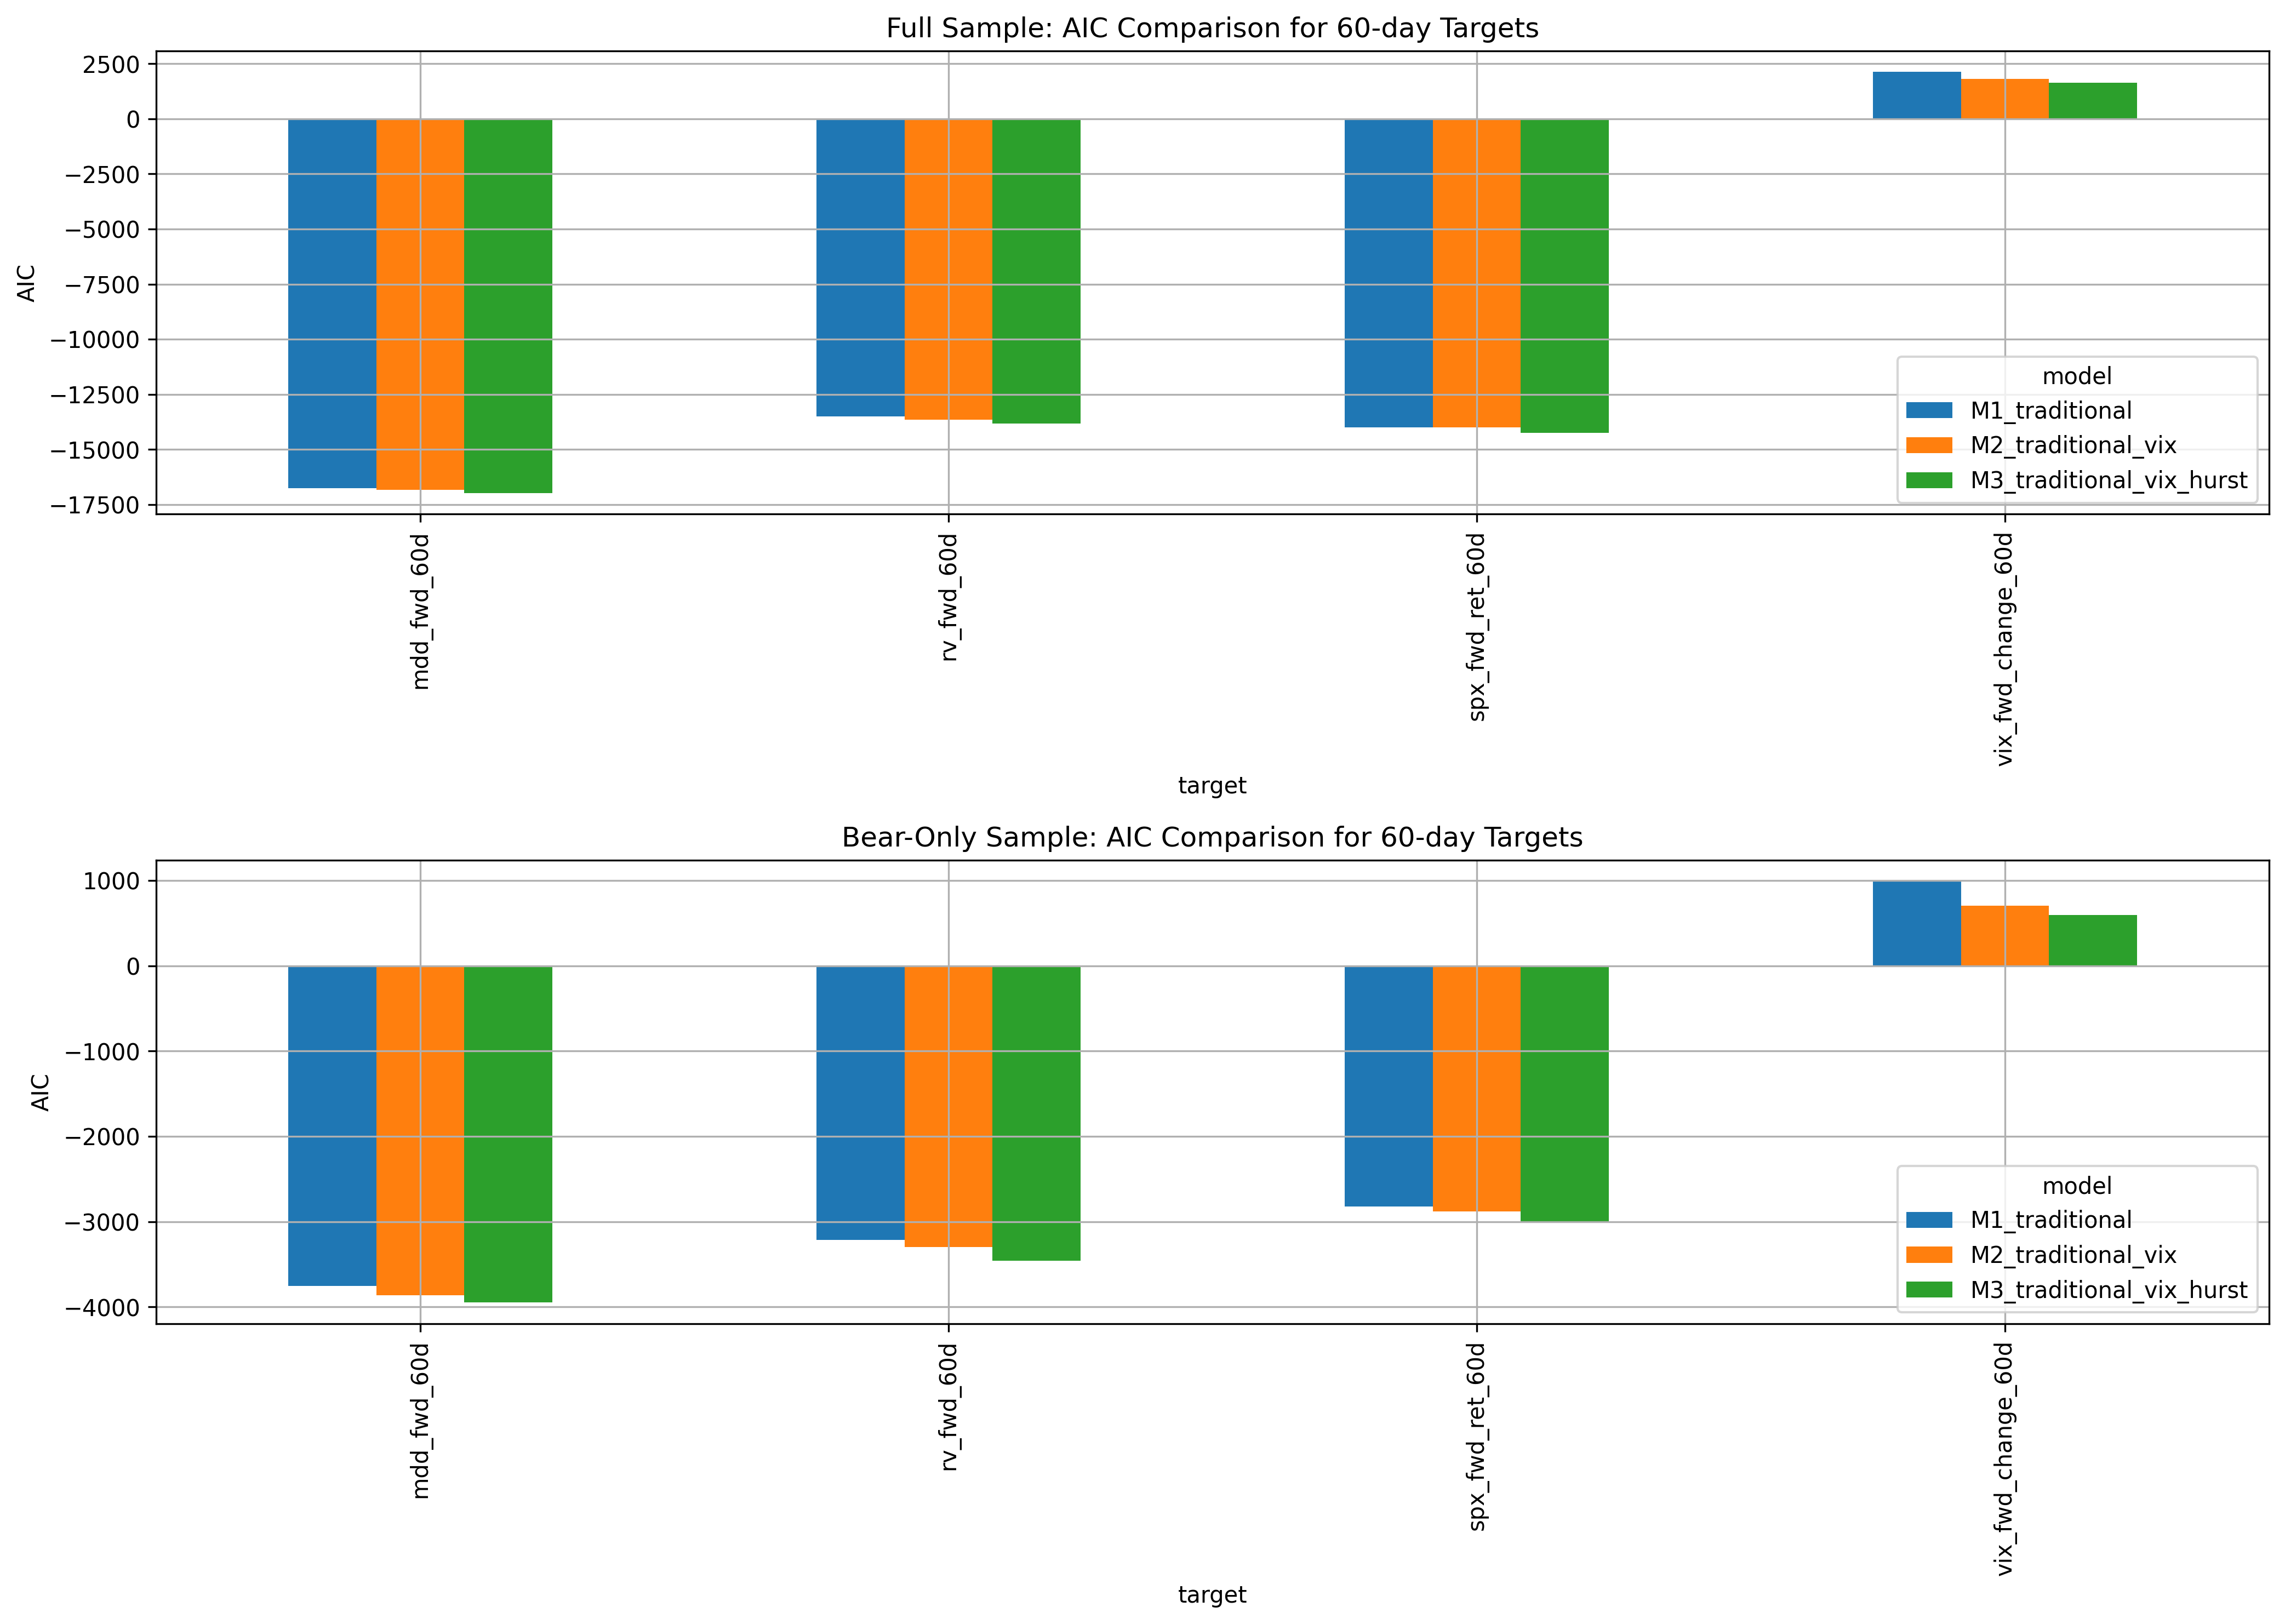 Full Sample: AIC Comparison for 60-day Targets
2500
0
−2500
−5000
−7500
−10000
−12500
−15000
−17500
AIC
model
M1_traditional
M2_traditional_vix
M3_traditional_vix_hurst
mdd_fwd_60d
rv_fwd_60d
spx_fwd_ret_60d
vix_fwd_change_60d
target
Bear-Only Sample: AIC Comparison for 60-day Targets
1000
0
−1000
−2000
−3000
−4000
AIC
model
M1_traditional
M2_traditional_vix
M3_traditional_vix_hurst
mdd_fwd_60d
rv_fwd_60d
spx_fwd_ret_60d
vix_fwd_change_60d
target